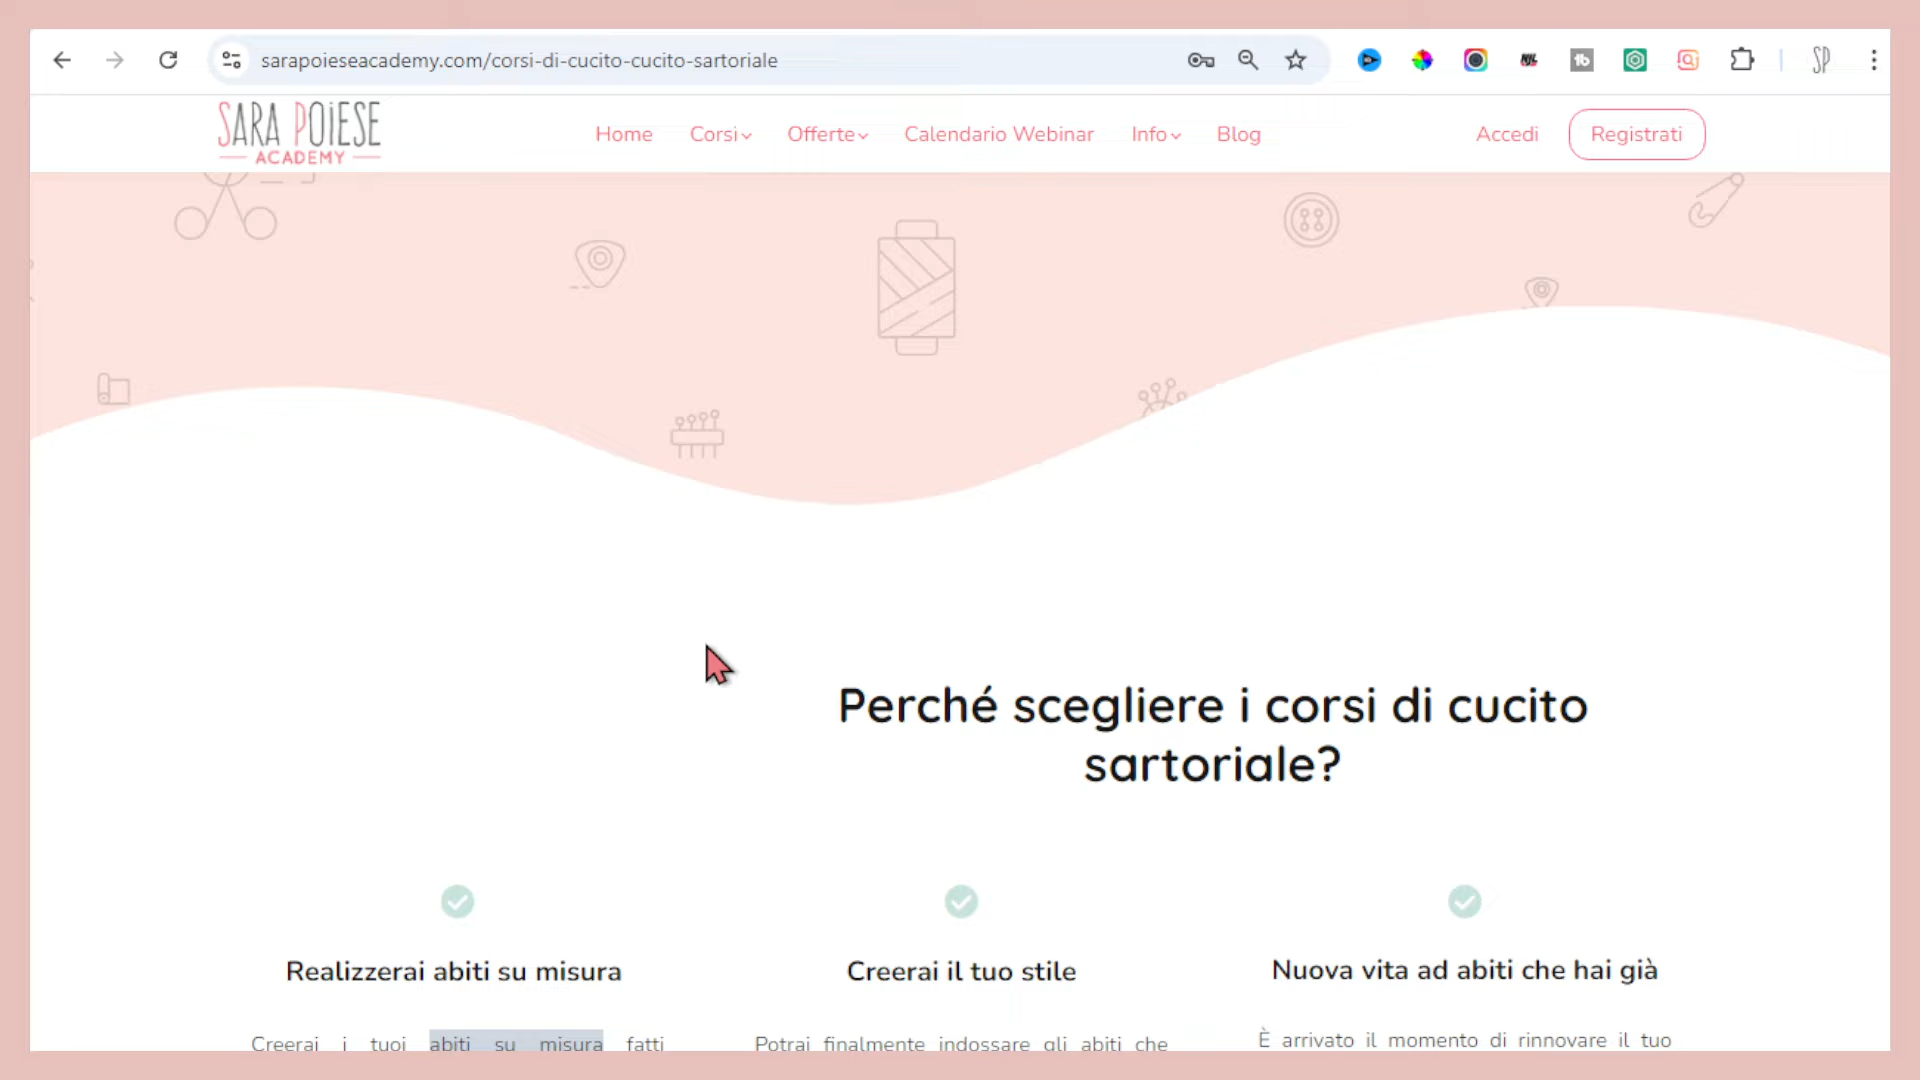 sarapoieseacademy.com/corsi-di-cucito-cucito-sartoriale
SP
SARA POIESE
ACADEMY
Home Corsi Offerte Calendario Webinar Info Blog Accedi Registrati
Perché scegliere i corsi di cucito
sartoriale?
Realizzerai abiti su misura
Creerai il tuo stile
Nuova vita ad abiti che hai già
Creerai i tuoi abiti su misura fatti
Potrai finalmente indossare gli abiti che
È arrivato il momento di rinnovare il tuo